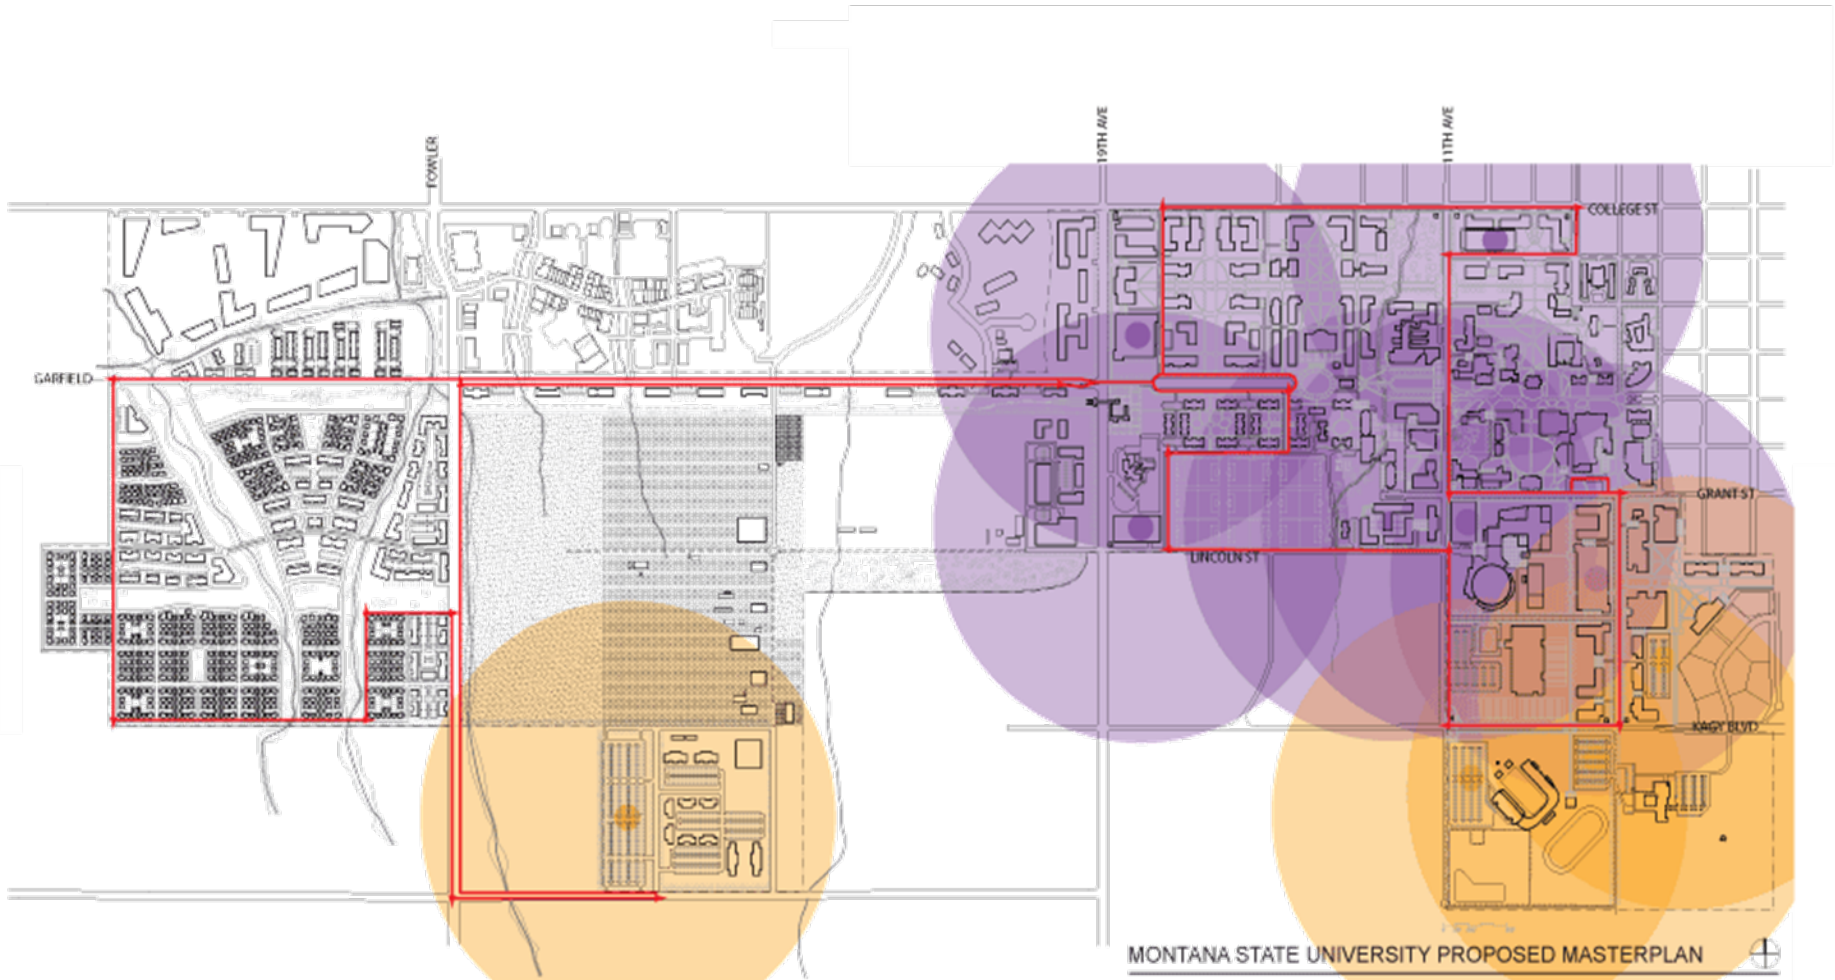 19TH AVE
11TH AVE
FOWLER
COLLEGE ST
GARFIELD
GRANT ST
LINCOLN ST
KAGY BLVD
MONTANA STATE UNIVERSITY PROPOSED MASTERPLAN